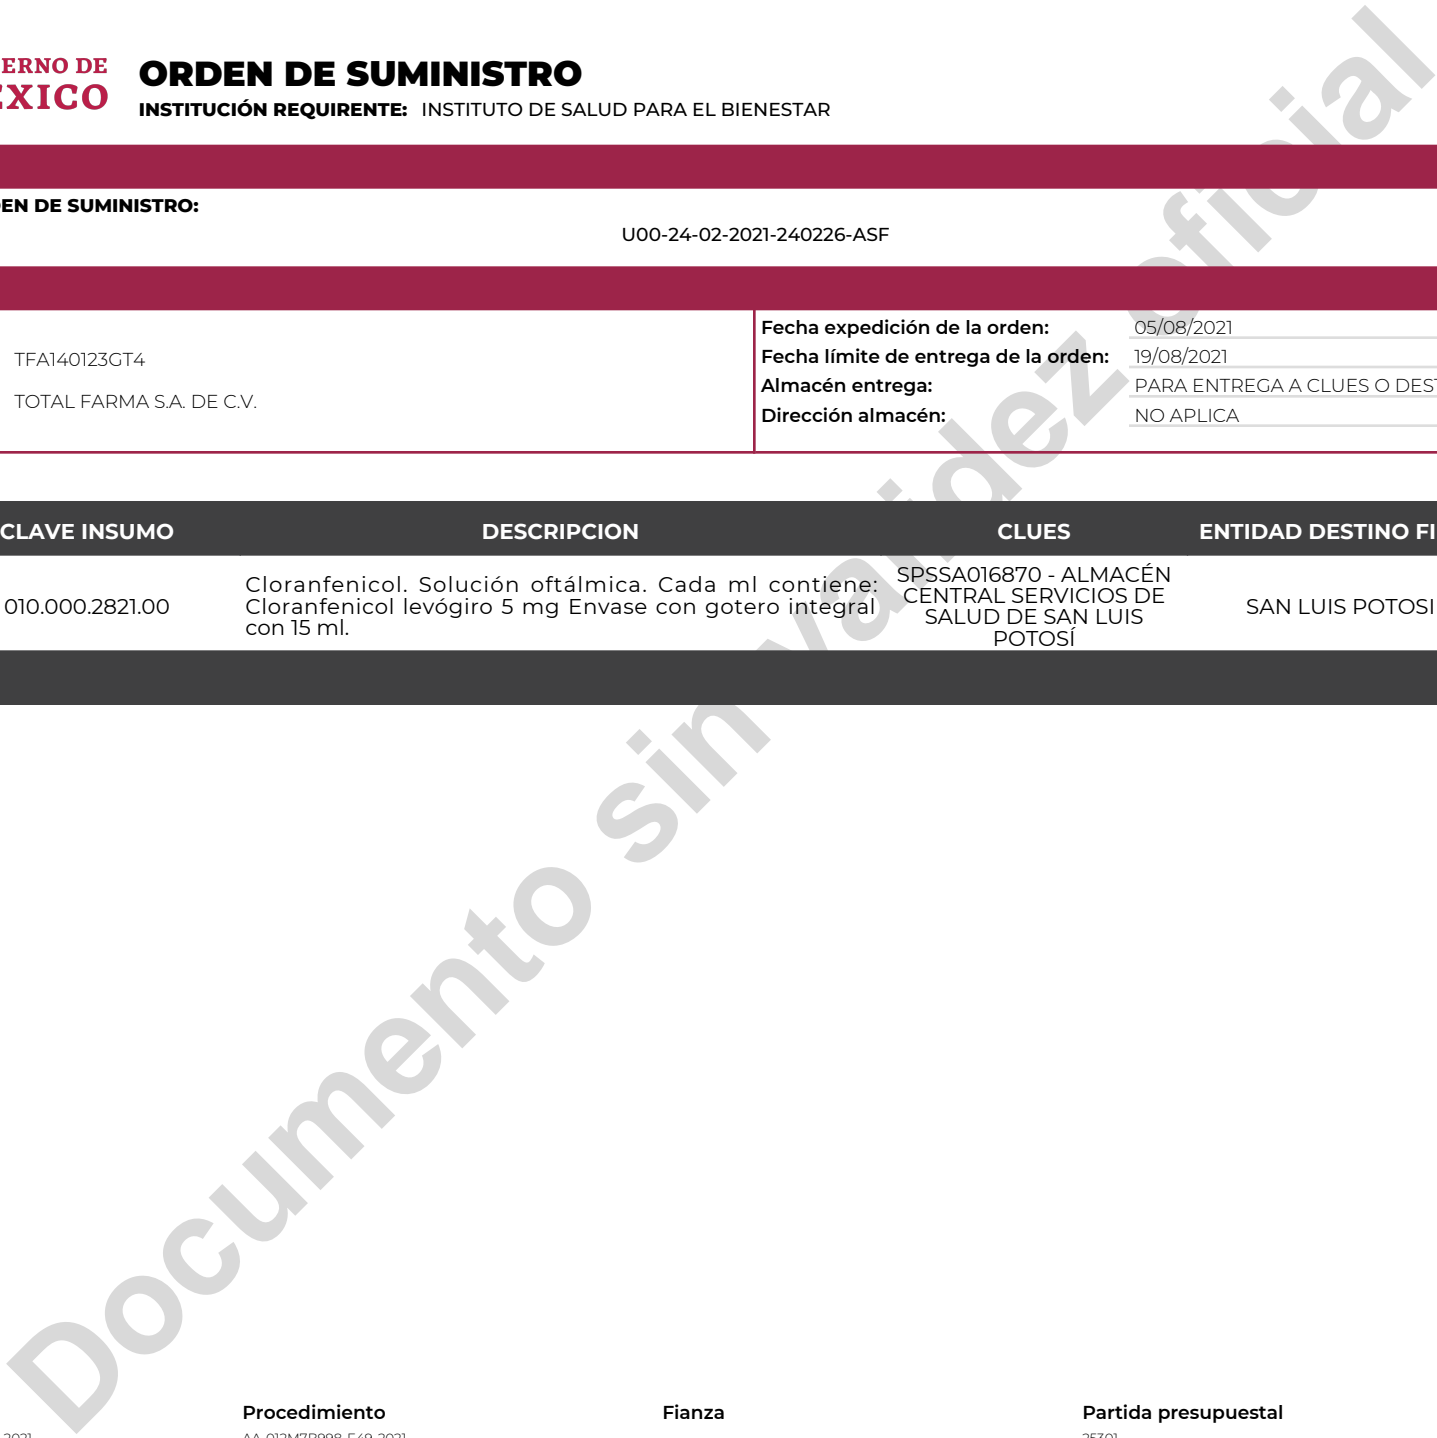 ERNO DE
EXICO
ORDEN DE SUMINISTRO
INSTITUCIÓN REQUIRENTE: INSTITUTO DE SALUD PARA EL BIENESTAR
EN DE SUMINISTRO:
U00-24-02-2021-240226-ASF
TFA140123GT4
TOTAL FARMA S.A. DE C.V.
Fecha expedición de la orden: 05/08/2021
Fecha límite de entrega de la orden: 19/08/2021
Almacén entrega: PARA ENTREGA A CLUES O DEST
Dirección almacén: NO APLICA
CLAVE INSUMO DESCRIPCION CLUES ENTIDAD DESTINO FI
010.000.2821.00
Cloranfenicol. Solución oftálmica. Cada ml contiene:
Cloranfenicol levógiro 5 mg Envase con gotero integral
con 15 ml.
SPSSA016870 - ALMACÉN
CENTRAL SERVICIOS DE
SALUD DE SAN LUIS
POTOSÍ
SAN LUIS POTOSI
Documento sin validez oficial
Procedimiento Fianza Partida presupuestal